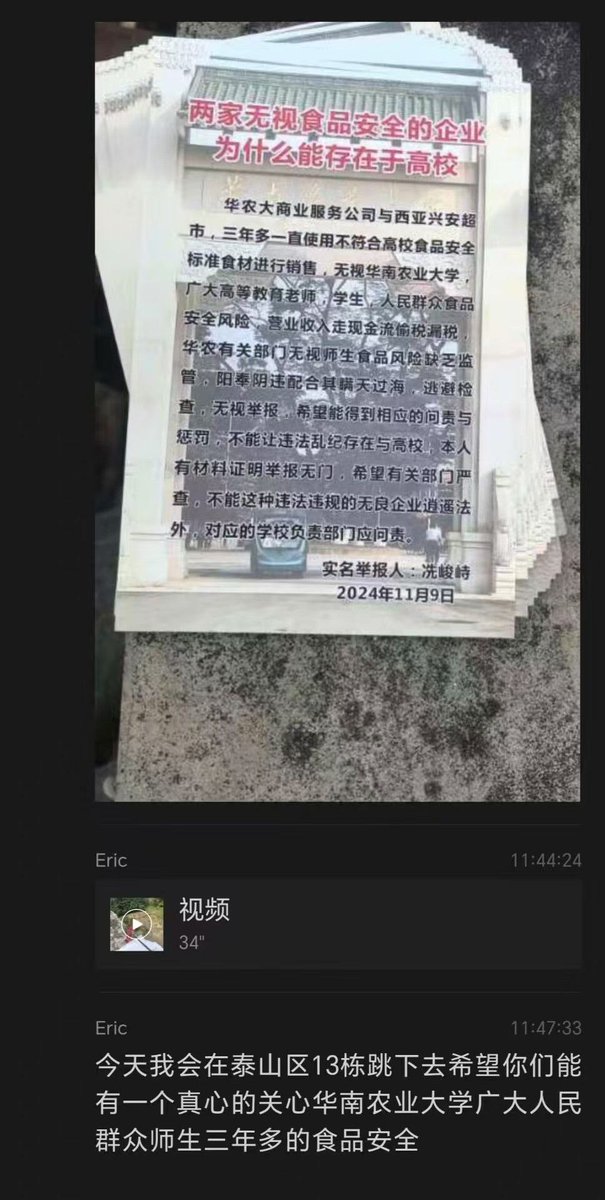 两家无视食品安全的企业
为什么能存在于高校
华农大商业服务公司与西亚兴安超
市，三年多一直使用不符合高校食品安全
标准食材进行销售，无视华南农业大学，
广大高等教育老师，学生，人民群众食品
安全风险，营业收入走现金流偷税漏税，
华农有关部门无视师生食品风险缺乏监
管，阳奉阴违配合其瞒天过海，逃避检
查，无视举报，希望能得到相应的问责与
惩罚，不能让违法乱纪存在与高校，本人
有材料证明举报无门，希望有关部门严
查，不能这种违法违规的无良企业逍遥法
外，对应的学校负责部门应问责。
实名举报人：冼峻峙
2024年11月9日
Eric 11:44:24
视频
34"
Eric 11:47:33
今天我会在泰山区13栋跳下去希望你们能
有一个真心的关心华南农业大学广大人民
群众师生三年多的食品安全